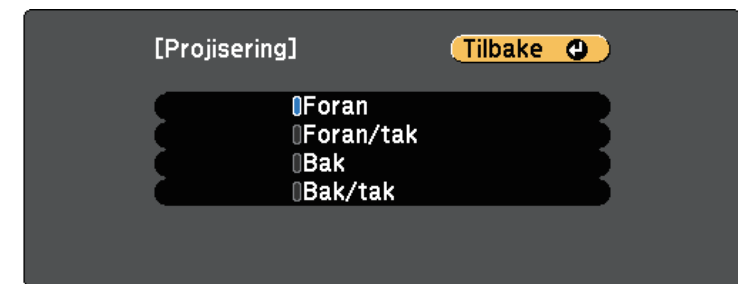 [Projisering] Tilbake
Foran
Foran/tak
Bak
Bak/tak